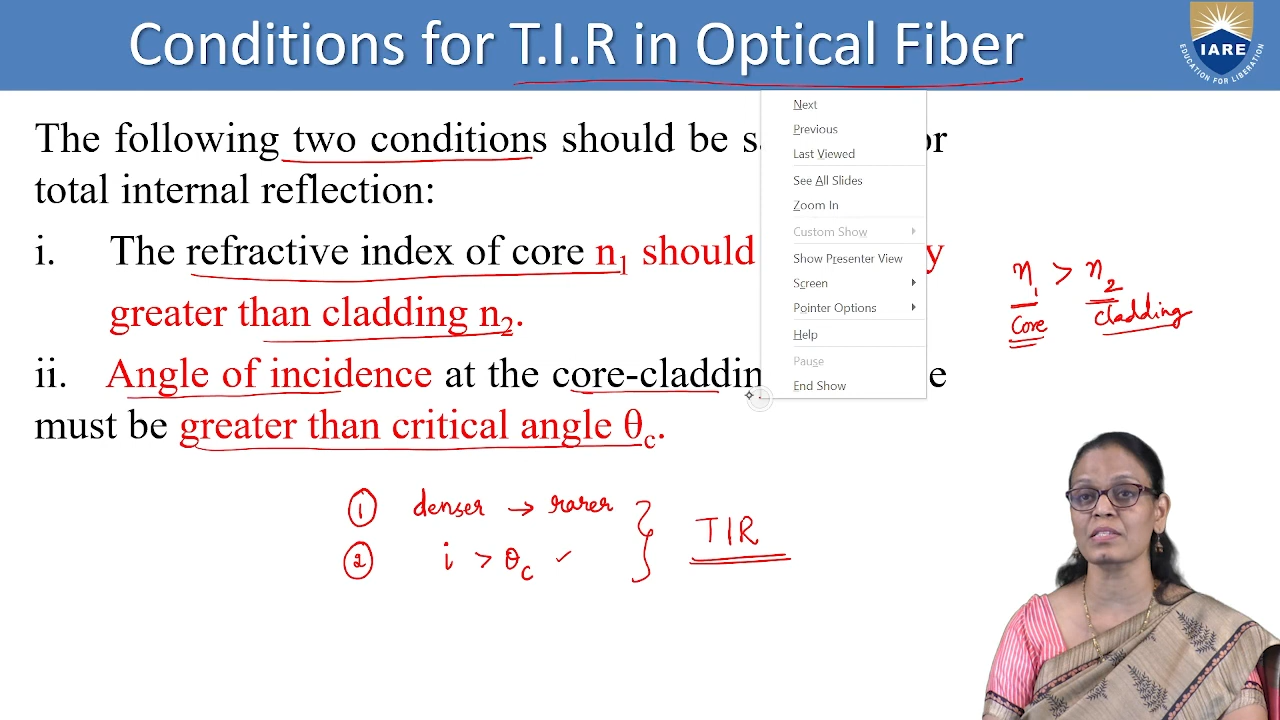 Conditions for T.I.R in Optical Fiber
IARE
EDUCATION FOR LIBERATION
The following two conditions should be
or
total internal reflection:
i. The refractive index of core n₁ should
y
greater than cladding n₂.
ii. Angle of incidence at the
e
must be greater than critical angle θc.
Next
Previous
Last Viewed
See All Slides
Zoom In
Custom Show
Show Presenter View
Screen
Pointer Options
Help
Pause
End Show
n₁ > n₂
core cladding
① denser → rarer
② i > θc ✓
TIR